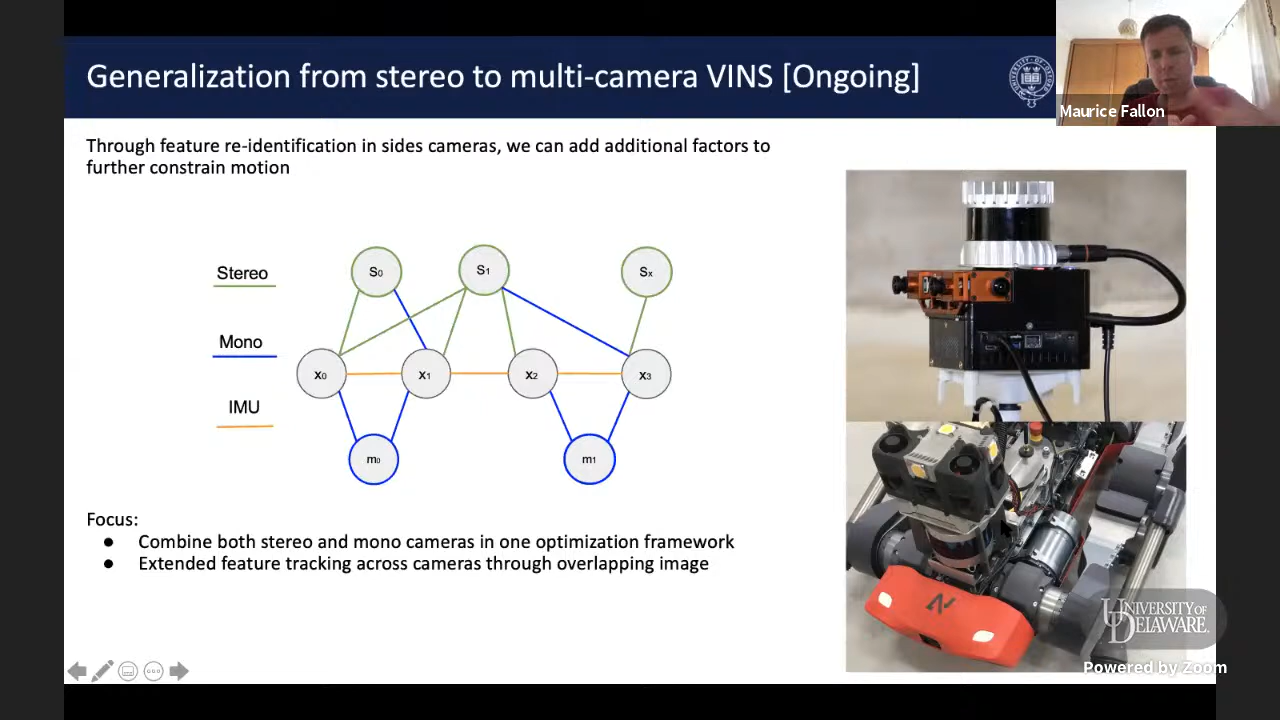 Generalization from stereo to multi-camera VINS [Ongoing]
Maurice Fallon
Through feature re-identification in sides cameras, we can add additional factors to
further constrain motion
Stereo
Mono
IMU
S0
S1
Sx
x0
x1
x2
x3
m0
m1
Focus:
● Combine both stereo and mono cameras in one optimization framework
● Extended feature tracking across cameras through overlapping image
UNIVERSITY OF
DELAWARE.
Powered by Zoom